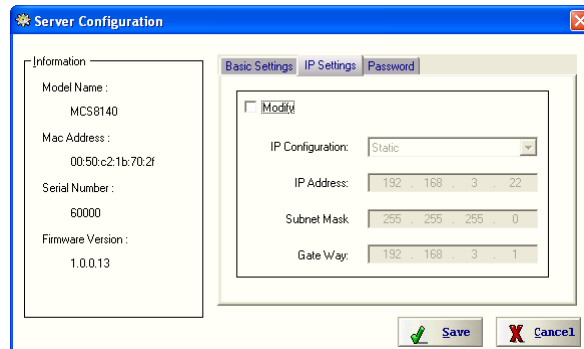 Server Configuration
Information
Model Name :
MCS8140
Mac Address :
00:50:c2:1b:70:2f
Serial Number :
60000
Firmware Version :
1.0.0.13
Basic Settings IP Settings Password
Modify
IP Configuration: Static
IP Address: 192 . 168 . 3 . 22
Subnet Mask 255 . 255 . 255 . 0
Gate Way: 192 . 168 . 3 . 1
Save Cancel